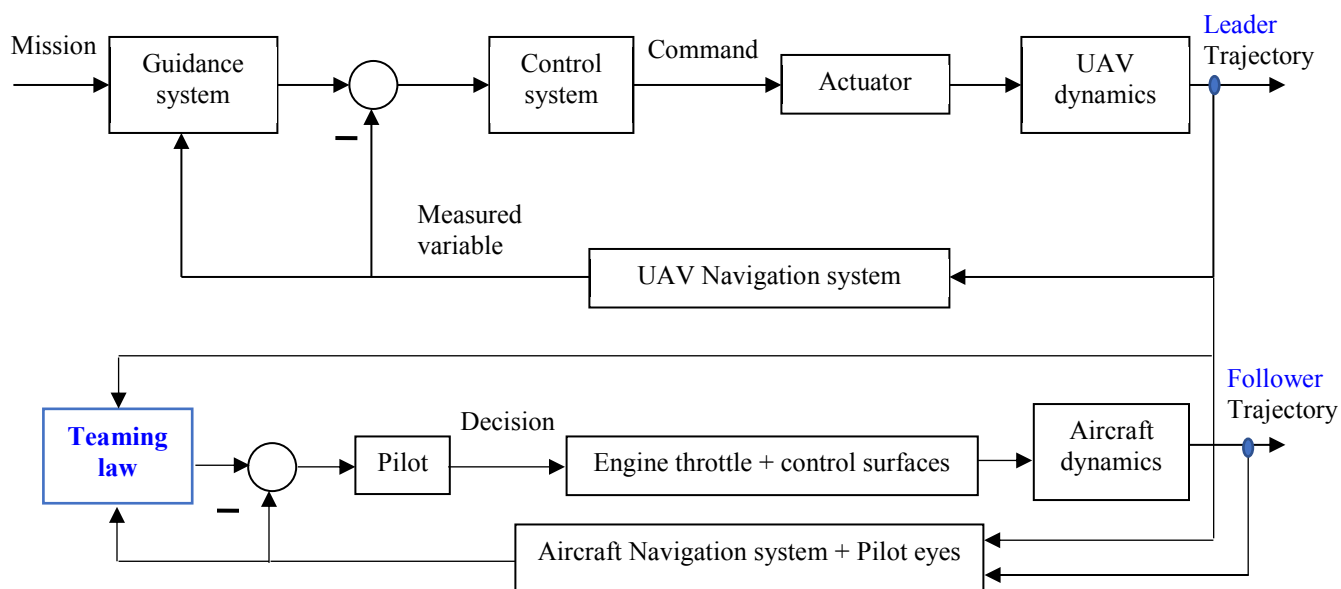 Mission
Guidance
system
Control
system
Command
Actuator
UAV
dynamics
Leader
Trajectory
Measured
variable
UAV Navigation system
Teaming
law
Pilot
Decision
Engine throttle + control surfaces
Aircraft
dynamics
Follower
Trajectory
Aircraft Navigation system + Pilot eyes